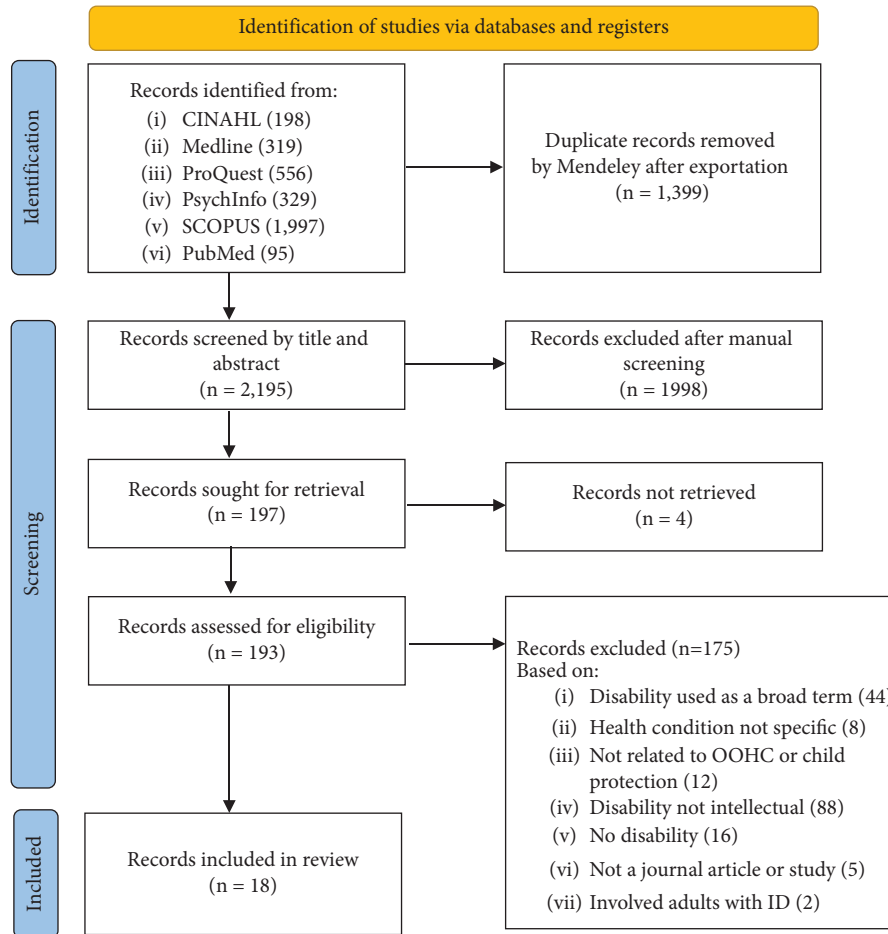 Identification of studies via databases and registers
Identification
Records identified from:
(i) CINAHL (198)
(ii) Medline (319)
(iii) ProQuest (556)
(iv) PsychInfo (329)
(v) SCOPUS (1,997)
(vi) PubMed (95)
Duplicate records removed
by Mendeley after exportation
(n = 1,399)
Screening
Records screened by title and
abstract
(n = 2,195)
Records excluded after manual
screening
(n = 1998)
Records sought for retrieval
(n = 197)
Records not retrieved
(n = 4)
Records assessed for eligibility
(n = 193)
Records excluded (n=175)
Based on:
(i) Disability used as a broad term (44)
(ii) Health condition not specific (8)
(iii) Not related to OOHC or child
protection (12)
(iv) Disability not intellectual (88)
(v) No disability (16)
(vi) Not a journal article or study (5)
(vii) Involved adults with ID (2)
Included
Records included in review
(n = 18)